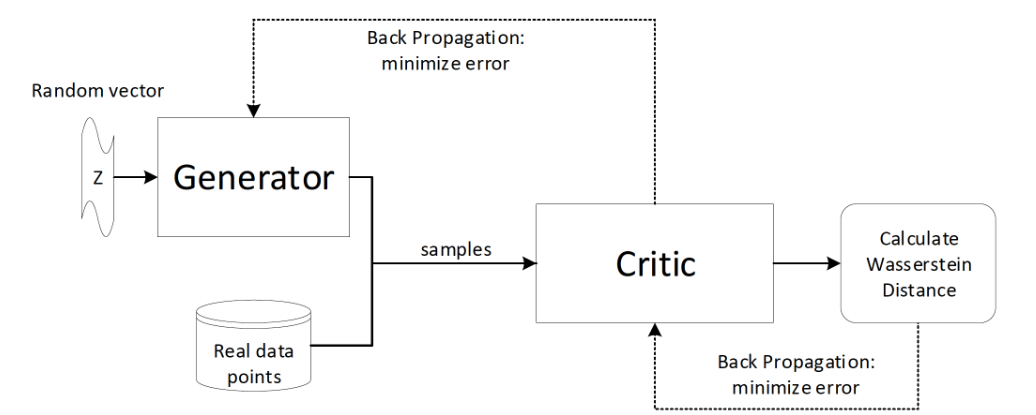 Back Propagation:
minimize error
Random vector
Z
Generator
samples
Critic
Calculate
Wasserstein
Distance
Real data
points
Back Propagation:
minimize error